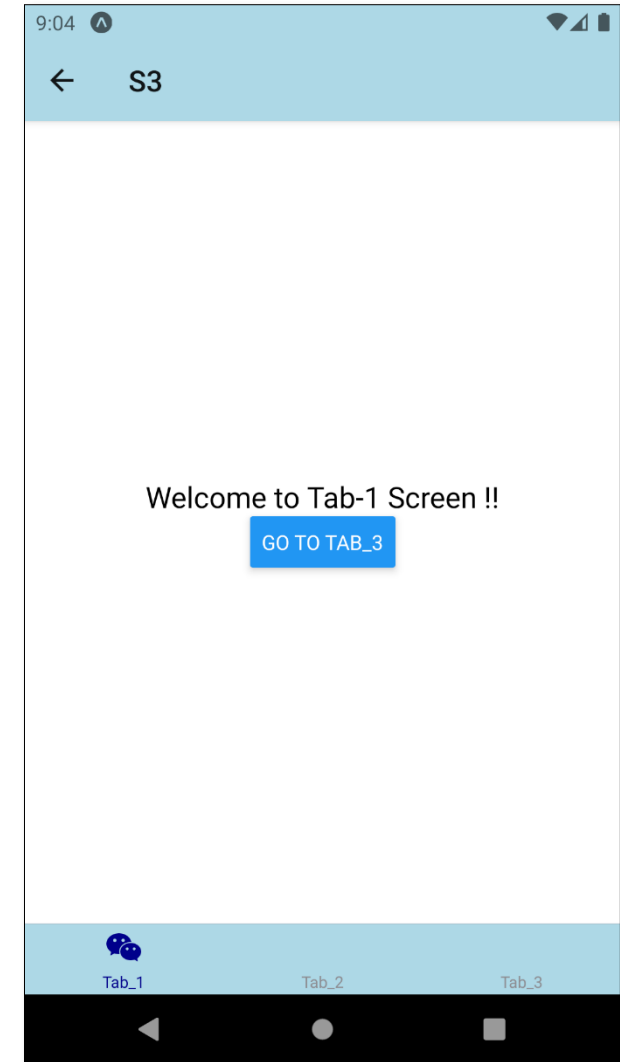 9:04
S3
Welcome to Tab-1 Screen !!
GO TO TAB_3
Tab_1 Tab_2 Tab_3